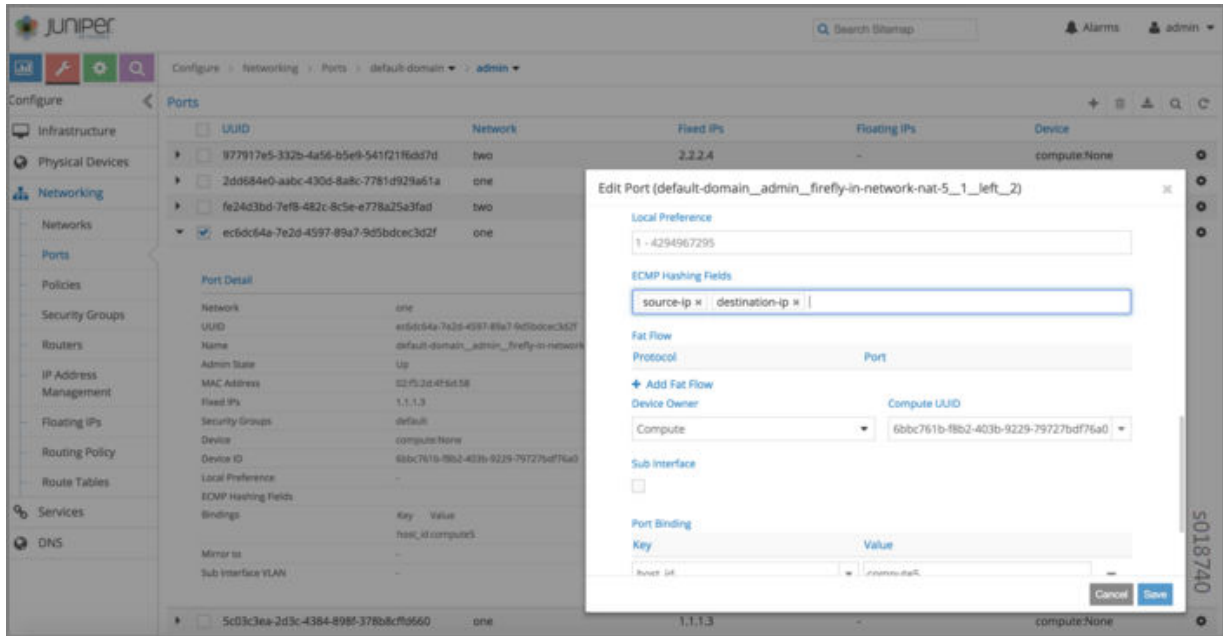 JUNIPER
Search Sitemap
Alarms
admin
Configure > Networking > Ports > default-domain > admin
Configure
Infrastructure
Physical Devices
Networking
Networks
Ports
Policies
Security Groups
Routers
IP Address
Management
Floating IPs
Routing Policy
Route Tables
Services
DNS
Ports
UUID Network Fixed IPs Floating IPs Device
977917e5-332b-4a56-b5e9-541f21f6dd7d two 2.2.2.4 - compute:None
2dd684e0-aabc-430d-8a8c-7781d929a61a one
fe24d3bd-7ef8-482c-8c5e-e778a25a3fad two
ec6dc64a-7e2d-4597-89a7-9d5bdcec3d2f one
Port Detail
Network one
UUID ec6dc64a-7e2d-4597-89a7-9d5bdcec3d2f
Name default-domain__admin__firefly-in-network
Admin State Up
MAC Address
Fixed IPs 1.1.1.3
Security Groups default
Device compute:None
Device ID 6bbc761b-f8b2-403b-9229-79727bdf76a0
Local Preference -
ECMP Hashing Fields
Bindings Key Value
host_id:compute5
Mirror to -
Sub Interface VLAN -
5c03c3ea-2d3c-4384-898f-378b8cffd660 one 1.1.1.3 - compute:None
Edit Port (default-domain__admin__firefly-in-network-nat-5__1__left__2)
Local Preference
1 - 4294967295
ECMP Hashing Fields
source-ip × destination-ip ×
Fat Flow
Protocol Port
+ Add Fat Flow
Device Owner Compute UUID
Compute 6bbc761b-f8b2-403b-9229-79727bdf76a0
Sub Interface
Port Binding
Key Value
host_id compute5
Cancel Save
s018740